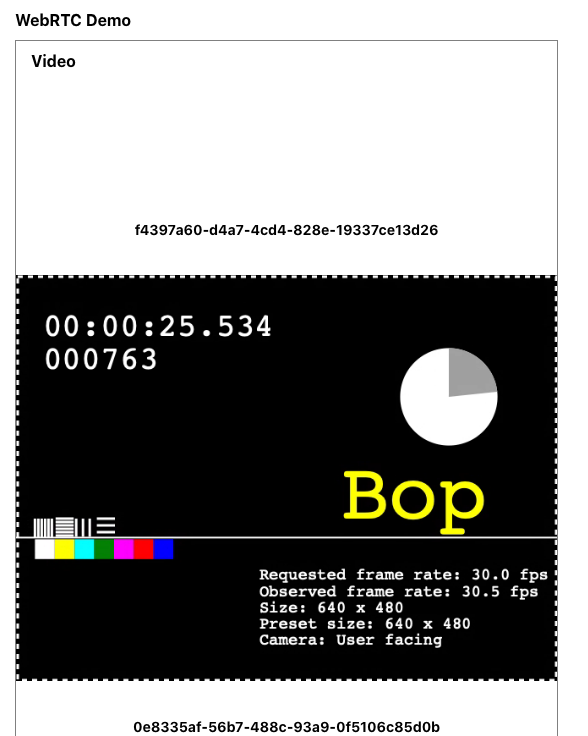 WebRTC Demo
Video
f4397a60-d4a7-4cd4-828e-19337ce13d26
00:00:25.534
000763
Bop
Requested frame rate: 30.0 fps
Observed frame rate: 30.5 fps
Size: 640 x 480
Preset size: 640 x 480
Camera: User facing
0e8335af-56b7-488c-93a9-0f5106c85d0b